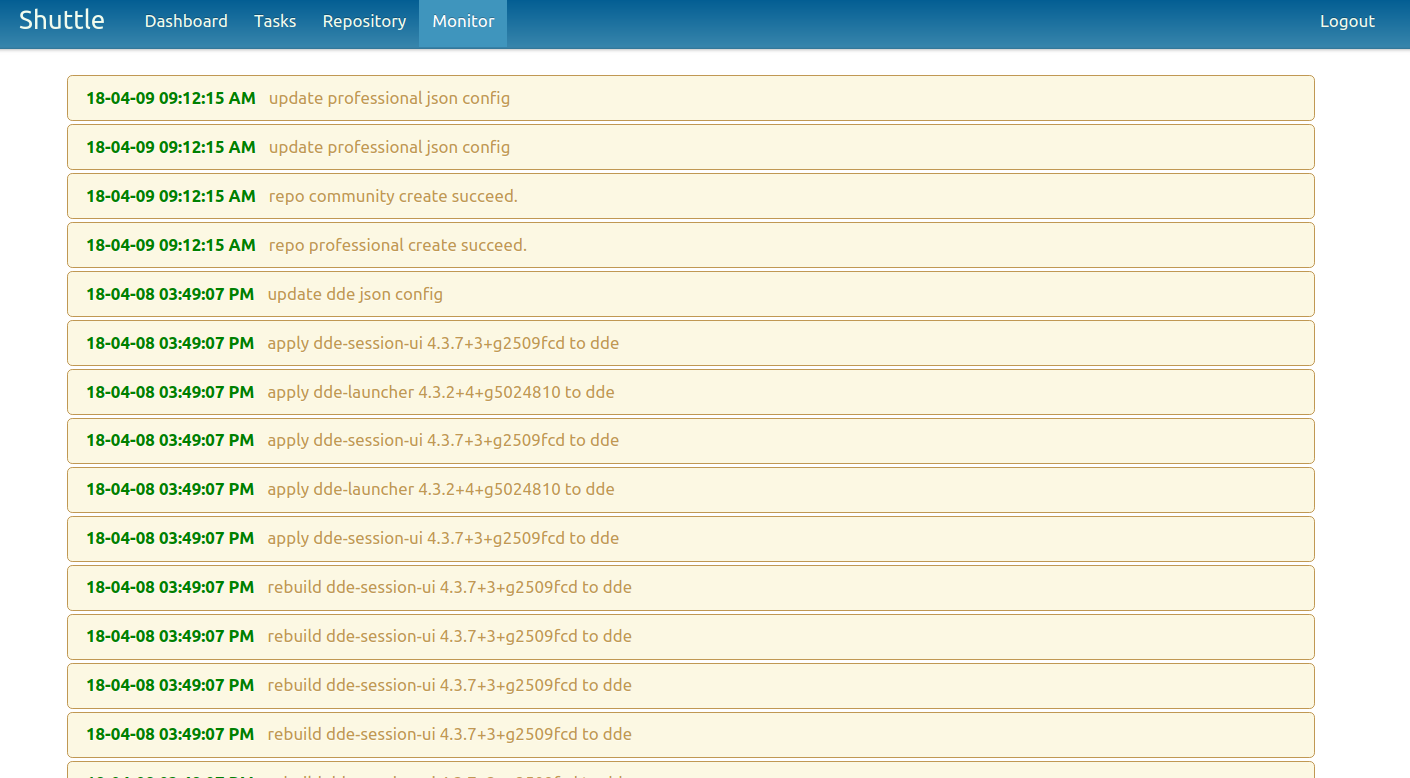 Shuttle Dashboard Tasks Repository Monitor Logout
18-04-09 09:12:15 AM update professional json config
18-04-09 09:12:15 AM update professional json config
18-04-09 09:12:15 AM repo community create succeed.
18-04-09 09:12:15 AM repo professional create succeed.
18-04-08 03:49:07 PM update dde json config
18-04-08 03:49:07 PM apply dde-session-ui 4.3.7+3+g2509fcd to dde
18-04-08 03:49:07 PM apply dde-launcher 4.3.2+4+g5024810 to dde
18-04-08 03:49:07 PM apply dde-session-ui 4.3.7+3+g2509fcd to dde
18-04-08 03:49:07 PM apply dde-launcher 4.3.2+4+g5024810 to dde
18-04-08 03:49:07 PM apply dde-session-ui 4.3.7+3+g2509fcd to dde
18-04-08 03:49:07 PM rebuild dde-session-ui 4.3.7+3+g2509fcd to dde
18-04-08 03:49:07 PM rebuild dde-session-ui 4.3.7+3+g2509fcd to dde
18-04-08 03:49:07 PM rebuild dde-session-ui 4.3.7+3+g2509fcd to dde
18-04-08 03:49:07 PM rebuild dde-session-ui 4.3.7+3+g2509fcd to dde